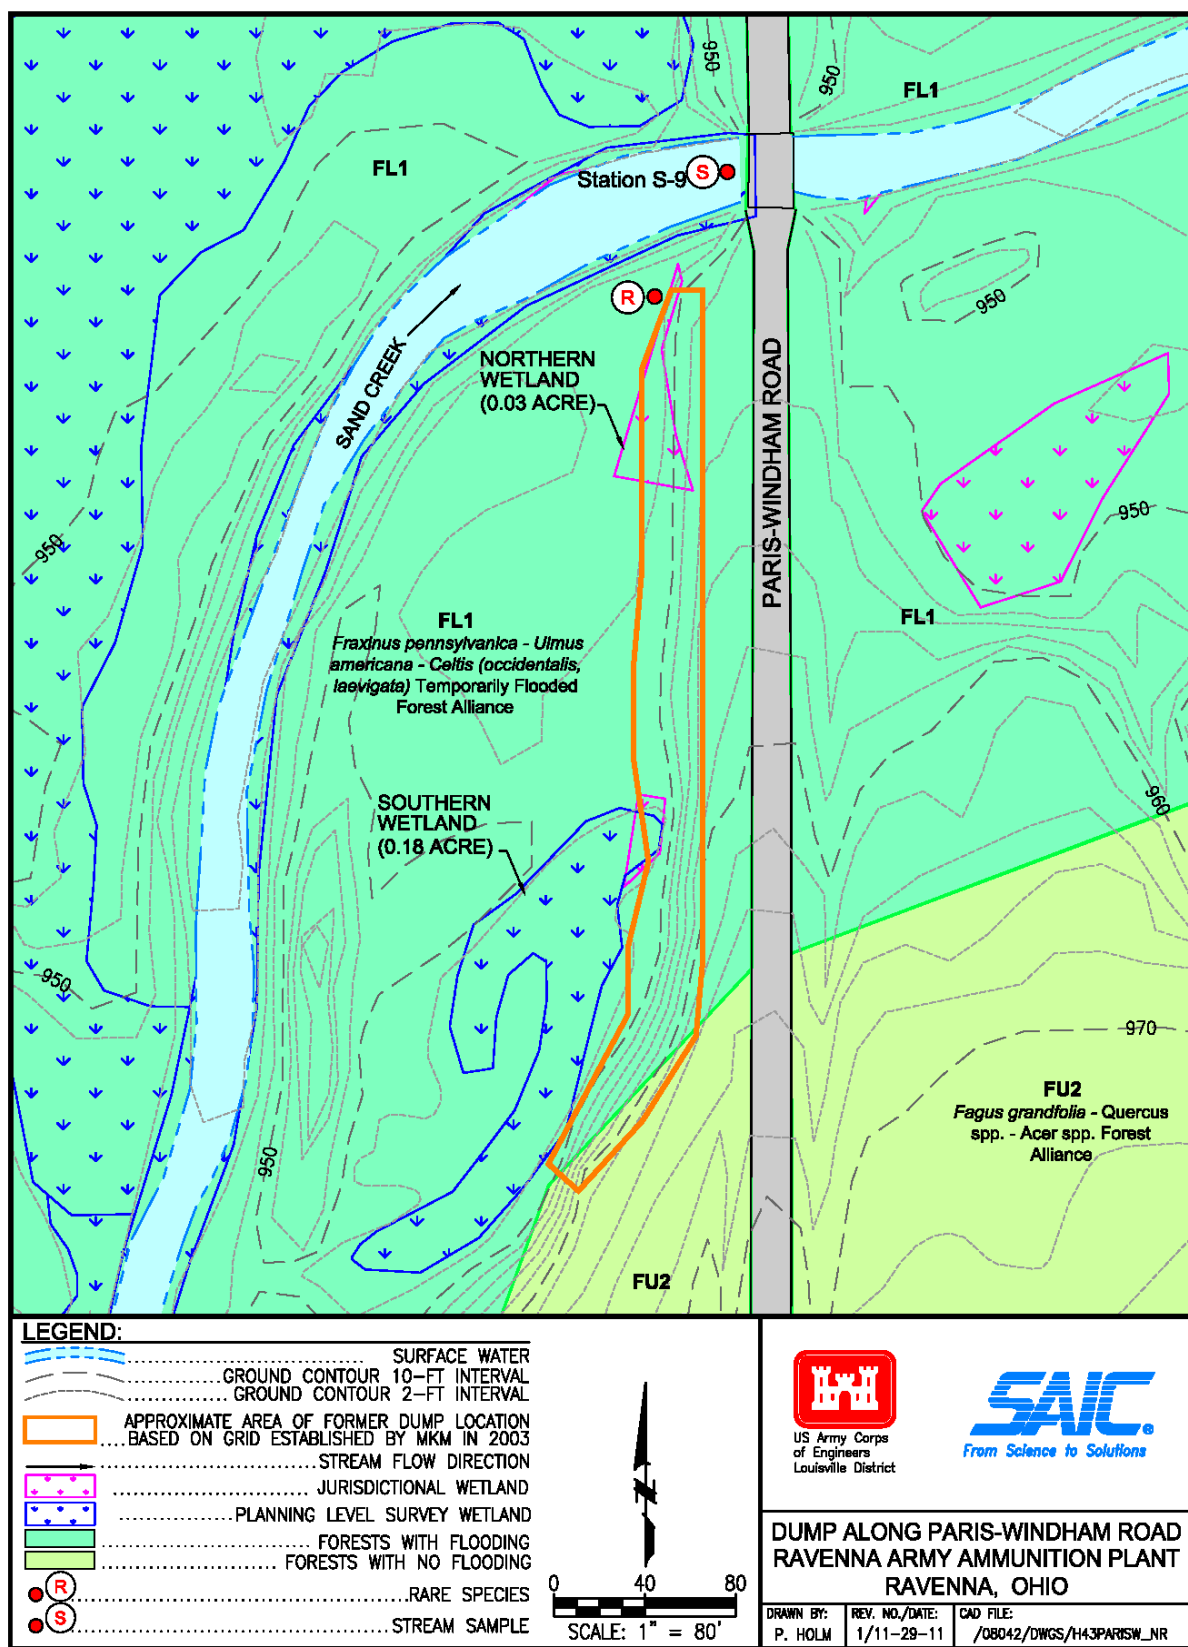 950
950
FL1
FL1
Station S-9
S
R
950
NORTHERN
WETLAND
(0.03 ACRE)
SAND CREEK
PARIS-WINDHAM ROAD
950
950
FL1
Fraxinus pennsylvanica - Ulmus
americana - Celtis (occidentalis,
laevigata) Temporarily Flooded
Forest Alliance
FL1
SOUTHERN
WETLAND
(0.18 ACRE)
960
950
970
FU2
Fagus grandfolia - Quercus
spp. - Acer spp. Forest
Alliance
950
FU2
LEGEND:
SURFACE WATER
GROUND CONTOUR 10-FT INTERVAL
GROUND CONTOUR 2-FT INTERVAL
APPROXIMATE AREA OF FORMER DUMP LOCATION
BASED ON GRID ESTABLISHED BY MKM IN 2003
STREAM FLOW DIRECTION
JURISDICTIONAL WETLAND
PLANNING LEVEL SURVEY WETLAND
FORESTS WITH FLOODING
FORESTS WITH NO FLOODING
R RARE SPECIES
S STREAM SAMPLE
N
0 40 80
SCALE: 1" = 80'
US Army Corps
of Engineers
Louisville District
SAIC®
From Science to Solutions
DUMP ALONG PARIS-WINDHAM ROAD
RAVENNA ARMY AMMUNITION PLANT
RAVENNA, OHIO
DRAWN BY: REV. NO./DATE: CAD FILE:
P. HOLM 1/11-29-11 /08042/DWGS/H43PARISW_NR